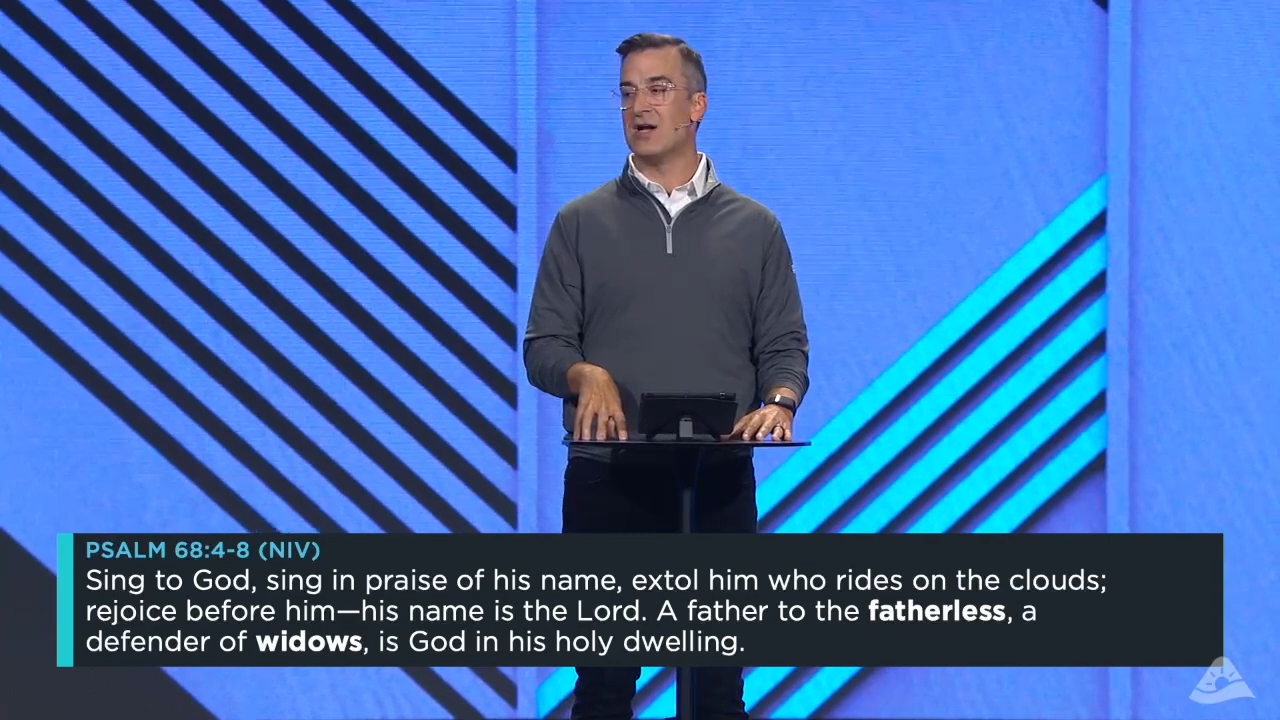 PSALM 68:4-8 (NIV)
Sing to God, sing in praise of his name, extol him who rides on the clouds;
rejoice before him—his name is the Lord. A father to the fatherless, a
defender of widows, is God in his holy dwelling.